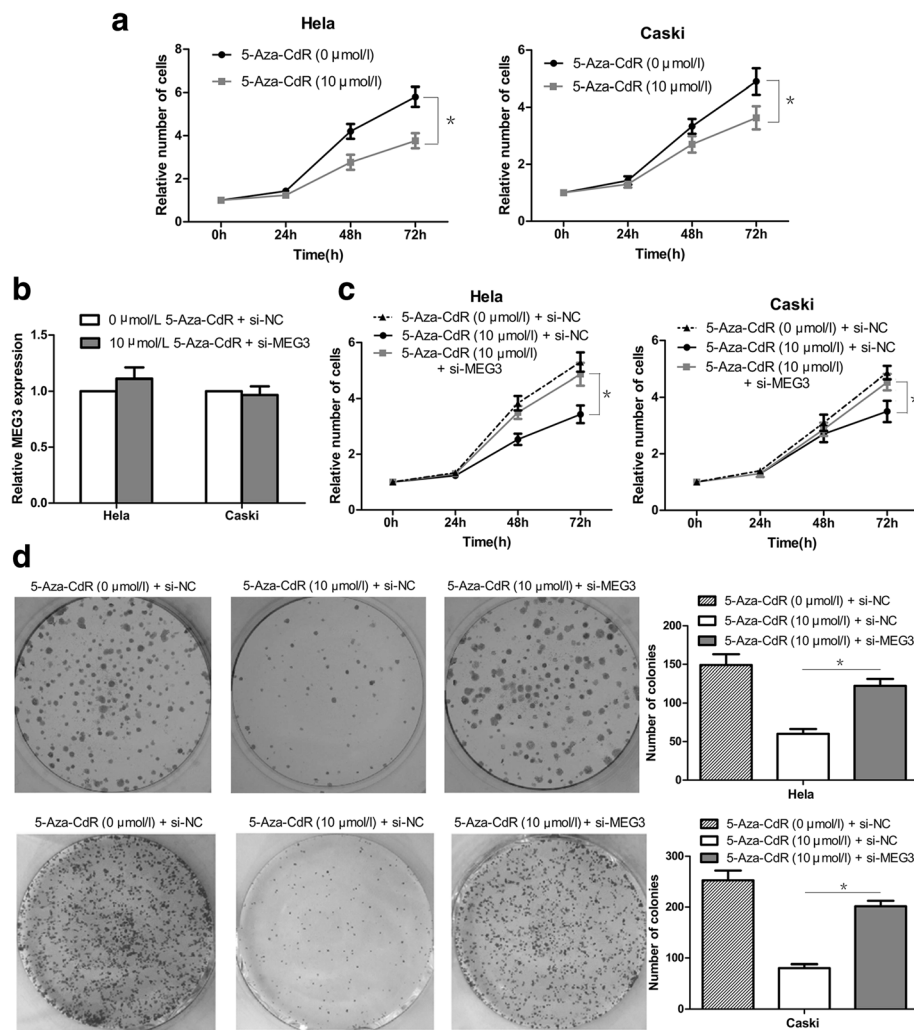 a
Hela
5-Aza-CdR (0 μmol/l)
5-Aza-CdR (10 μmol/l)
Relative number of cells
8
6
4
2
0
*
0h 24h 48h 72h
Time(h)
Caski
5-Aza-CdR (0 μmol/l)
5-Aza-CdR (10 μmol/l)
Relative number of cells
6
4
2
0
*
0h 24h 48h 72h
Time(h)
b
0 μmol/L 5-Aza-CdR + si-NC
10 μmol/L 5-Aza-CdR + si-MEG3
Relative MEG3 expression
1.5
1.0
0.5
0.0
Hela Caski
c
Hela
5-Aza-CdR (0 μmol/l) + si-NC
5-Aza-CdR (10 μmol/l) + si-NC
5-Aza-CdR (10 μmol/l)
+ si-MEG3
Relative number of cells
6
4
2
0
*
0h 24h 48h 72h
Time(h)
Caski
5-Aza-CdR (0 μmol/l) + si-NC
5-Aza-CdR (10 μmol/l) + si-NC
5-Aza-CdR (10 μmol/l)
+ si-MEG3
Relative number of cells
6
4
2
0
*
0h 24h 48h 72h
Time(h)
d
5-Aza-CdR (0 μmol/l) + si-NC
5-Aza-CdR (10 μmol/l) + si-NC
5-Aza-CdR (10 μmol/l) + si-MEG3
5-Aza-CdR (0 μmol/l) + si-NC
5-Aza-CdR (10 μmol/l) + si-NC
5-Aza-CdR (10 μmol/l) + si-MEG3
Number of colonies
200
150
100
50
0
*
Hela
5-Aza-CdR (0 μmol/l) + si-NC
5-Aza-CdR (10 μmol/l) + si-NC
5-Aza-CdR (10 μmol/l) + si-MEG3
5-Aza-CdR (0 μmol/l) + si-NC
5-Aza-CdR (10 μmol/l) + si-NC
5-Aza-CdR (10 μmol/l) + si-MEG3
Number of colonies
300
200
100
0
*
Caski